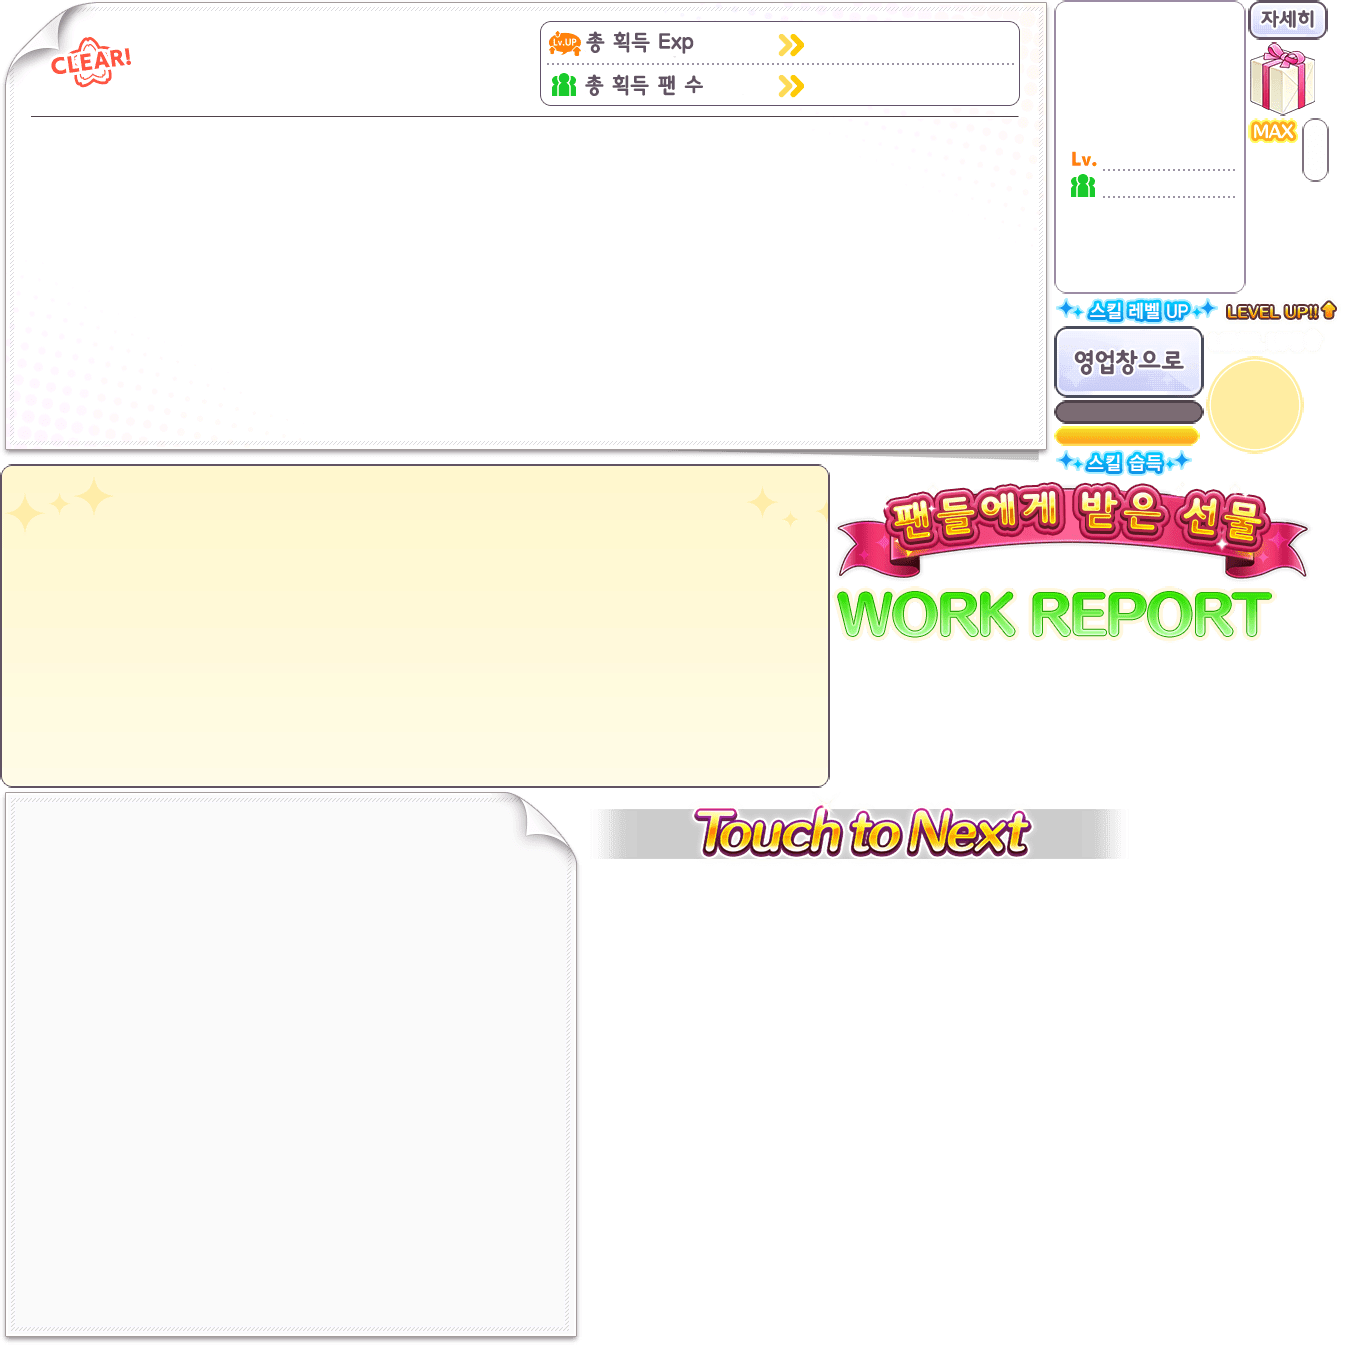 CLEAR!
Lv.UP 총 획득 Exp
총 획득 팬 수
자세히
MAX
Lv.
스킬 레벨 UP
LEVEL UP!!
영업창으로
스킬 습득
팬들에게 받은 선물
WORK REPORT
Touch to Next